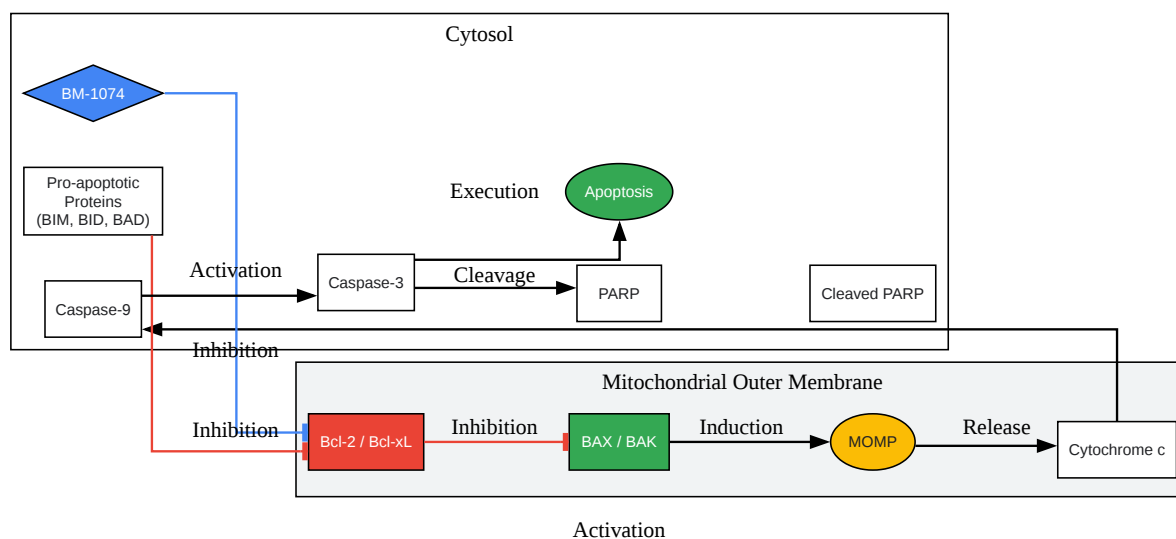 Cytosol
BM-1074
Pro-apoptotic
Proteins
(BIM, BID, BAD)
Execution
Apoptosis
Activation
Caspase-3
Cleavage
PARP
Cleaved PARP
Caspase-9
Inhibition
Mitochondrial Outer Membrane
Inhibition
Bcl-2 / Bcl-xL
Inhibition
BAX / BAK
Induction
MOMP
Release
Cytochrome c
Activation